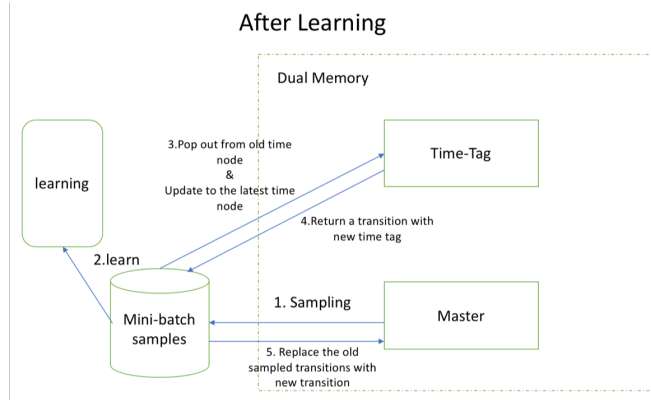 After Learning
Dual Memory
3.Pop out from old time
node
&
Update to the latest time
node
Time-Tag
learning
4.Return a transition with
new time tag
2.learn
1. Sampling
Mini-batch
samples
Master
5. Replace the old
sampled transitions with
new transition